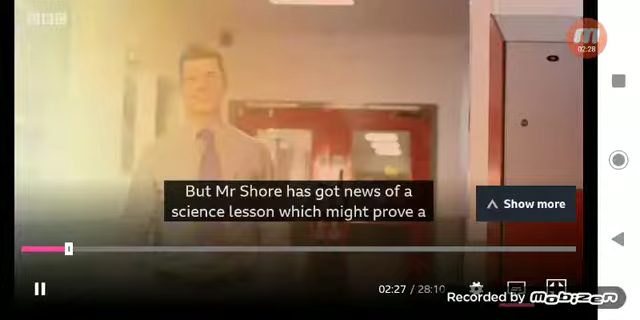 BBC
02:28
But Mr Shore has got news of a
science lesson which might prove a
Show more
02:27 / 28:10
Recorded by
MOBIZEN